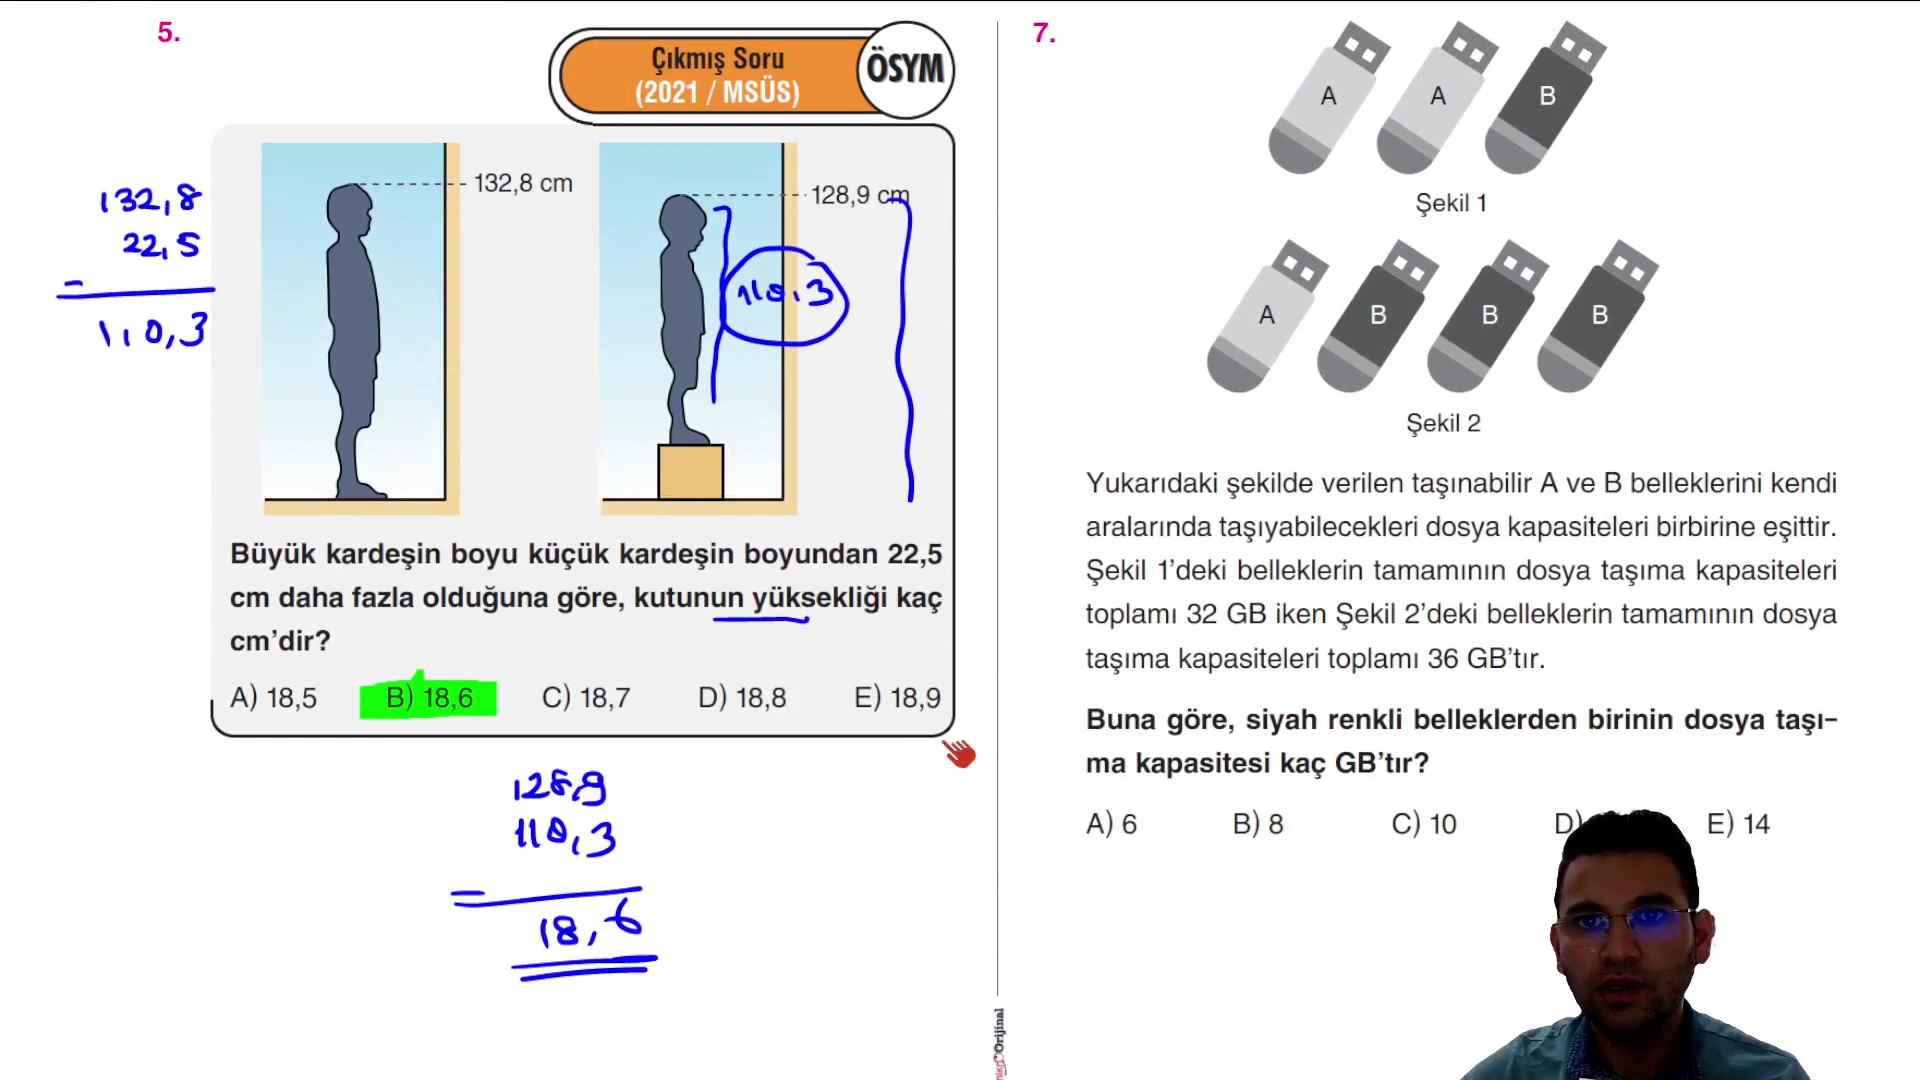 5.
Çıkmış Soru
(2021 / MSÜS)
ÖSYM
132,8 cm
128,9 cm
132,8
22,5
-
110,3
110,3
Büyük kardeşin boyu küçük kardeşin boyundan 22,5
cm daha fazla olduğuna göre, kutunun yüksekliği kaç
cm'dir?
A) 18,5
B) 18,6
C) 18,7
D) 18,8
E) 18,9
128,9
110,3
18,6
7.
A
A
B
Şekil 1
A
B
B
B
Şekil 2
Yukarıdaki şekilde verilen taşınabilir A ve B belleklerini kendi
aralarında taşıyabilecekleri dosya kapasiteleri birbirine eşittir.
Şekil 1'deki belleklerin tamamının dosya taşıma kapasiteleri
toplamı 32 GB iken Şekil 2'deki belleklerin tamamının dosya
taşıma kapasiteleri toplamı 36 GB'tır.
Buna göre, siyah renkli belleklerden birinin dosya taşı-
ma kapasitesi kaç GB'tır?
A) 6
B) 8
C) 10
D)
E) 14
Orijinal